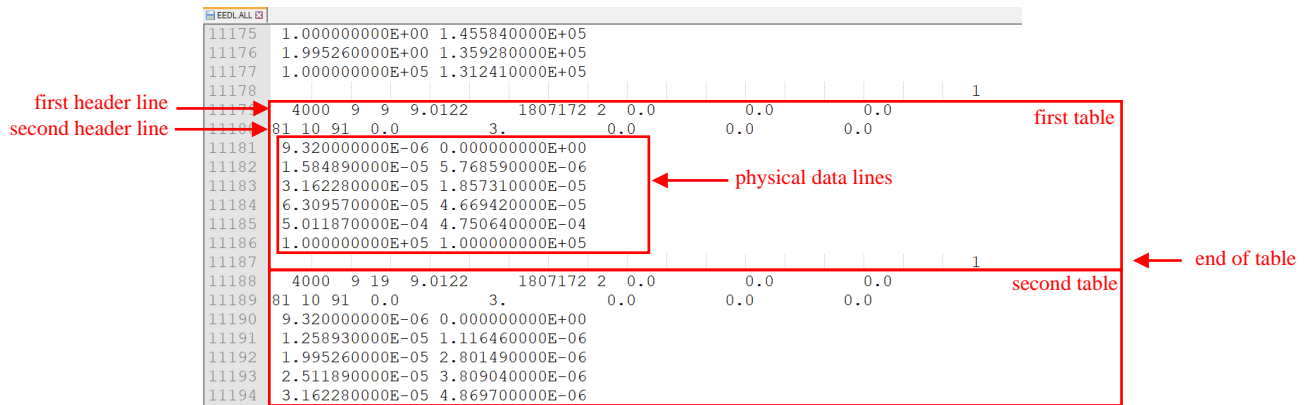 EEDL.ALL
11175 1.000000000E+00 1.455840000E+05
11176 1.995260000E+00 1.359280000E+05
11177 1.000000000E+05 1.312410000E+05
11178 1
first header line 11179 4000 9 9 9.0122 1807172 2 0.0 0.0 0.0 first table
second header line 11180 81 10 91 0.0 3. 0.0 0.0 0.0
11181 9.320000000E-06 0.000000000E+00
11182 1.584890000E-05 5.768590000E-06
11183 3.162280000E-05 1.857310000E-05 physical data lines
11184 6.309570000E-05 4.669420000E-05
11185 5.011870000E-04 4.750640000E-04
11186 1.000000000E+05 1.000000000E+05
11187 1 end of table
11188 4000 9 19 9.0122 1807172 2 0.0 0.0 0.0 second table
11189 81 10 91 0.0 3. 0.0 0.0 0.0
11190 9.320000000E-06 0.000000000E+00
11191 1.258930000E-05 1.116460000E-06
11192 1.995260000E-05 2.801490000E-06
11193 2.511890000E-05 3.809040000E-06
11194 3.162280000E-05 4.869700000E-06